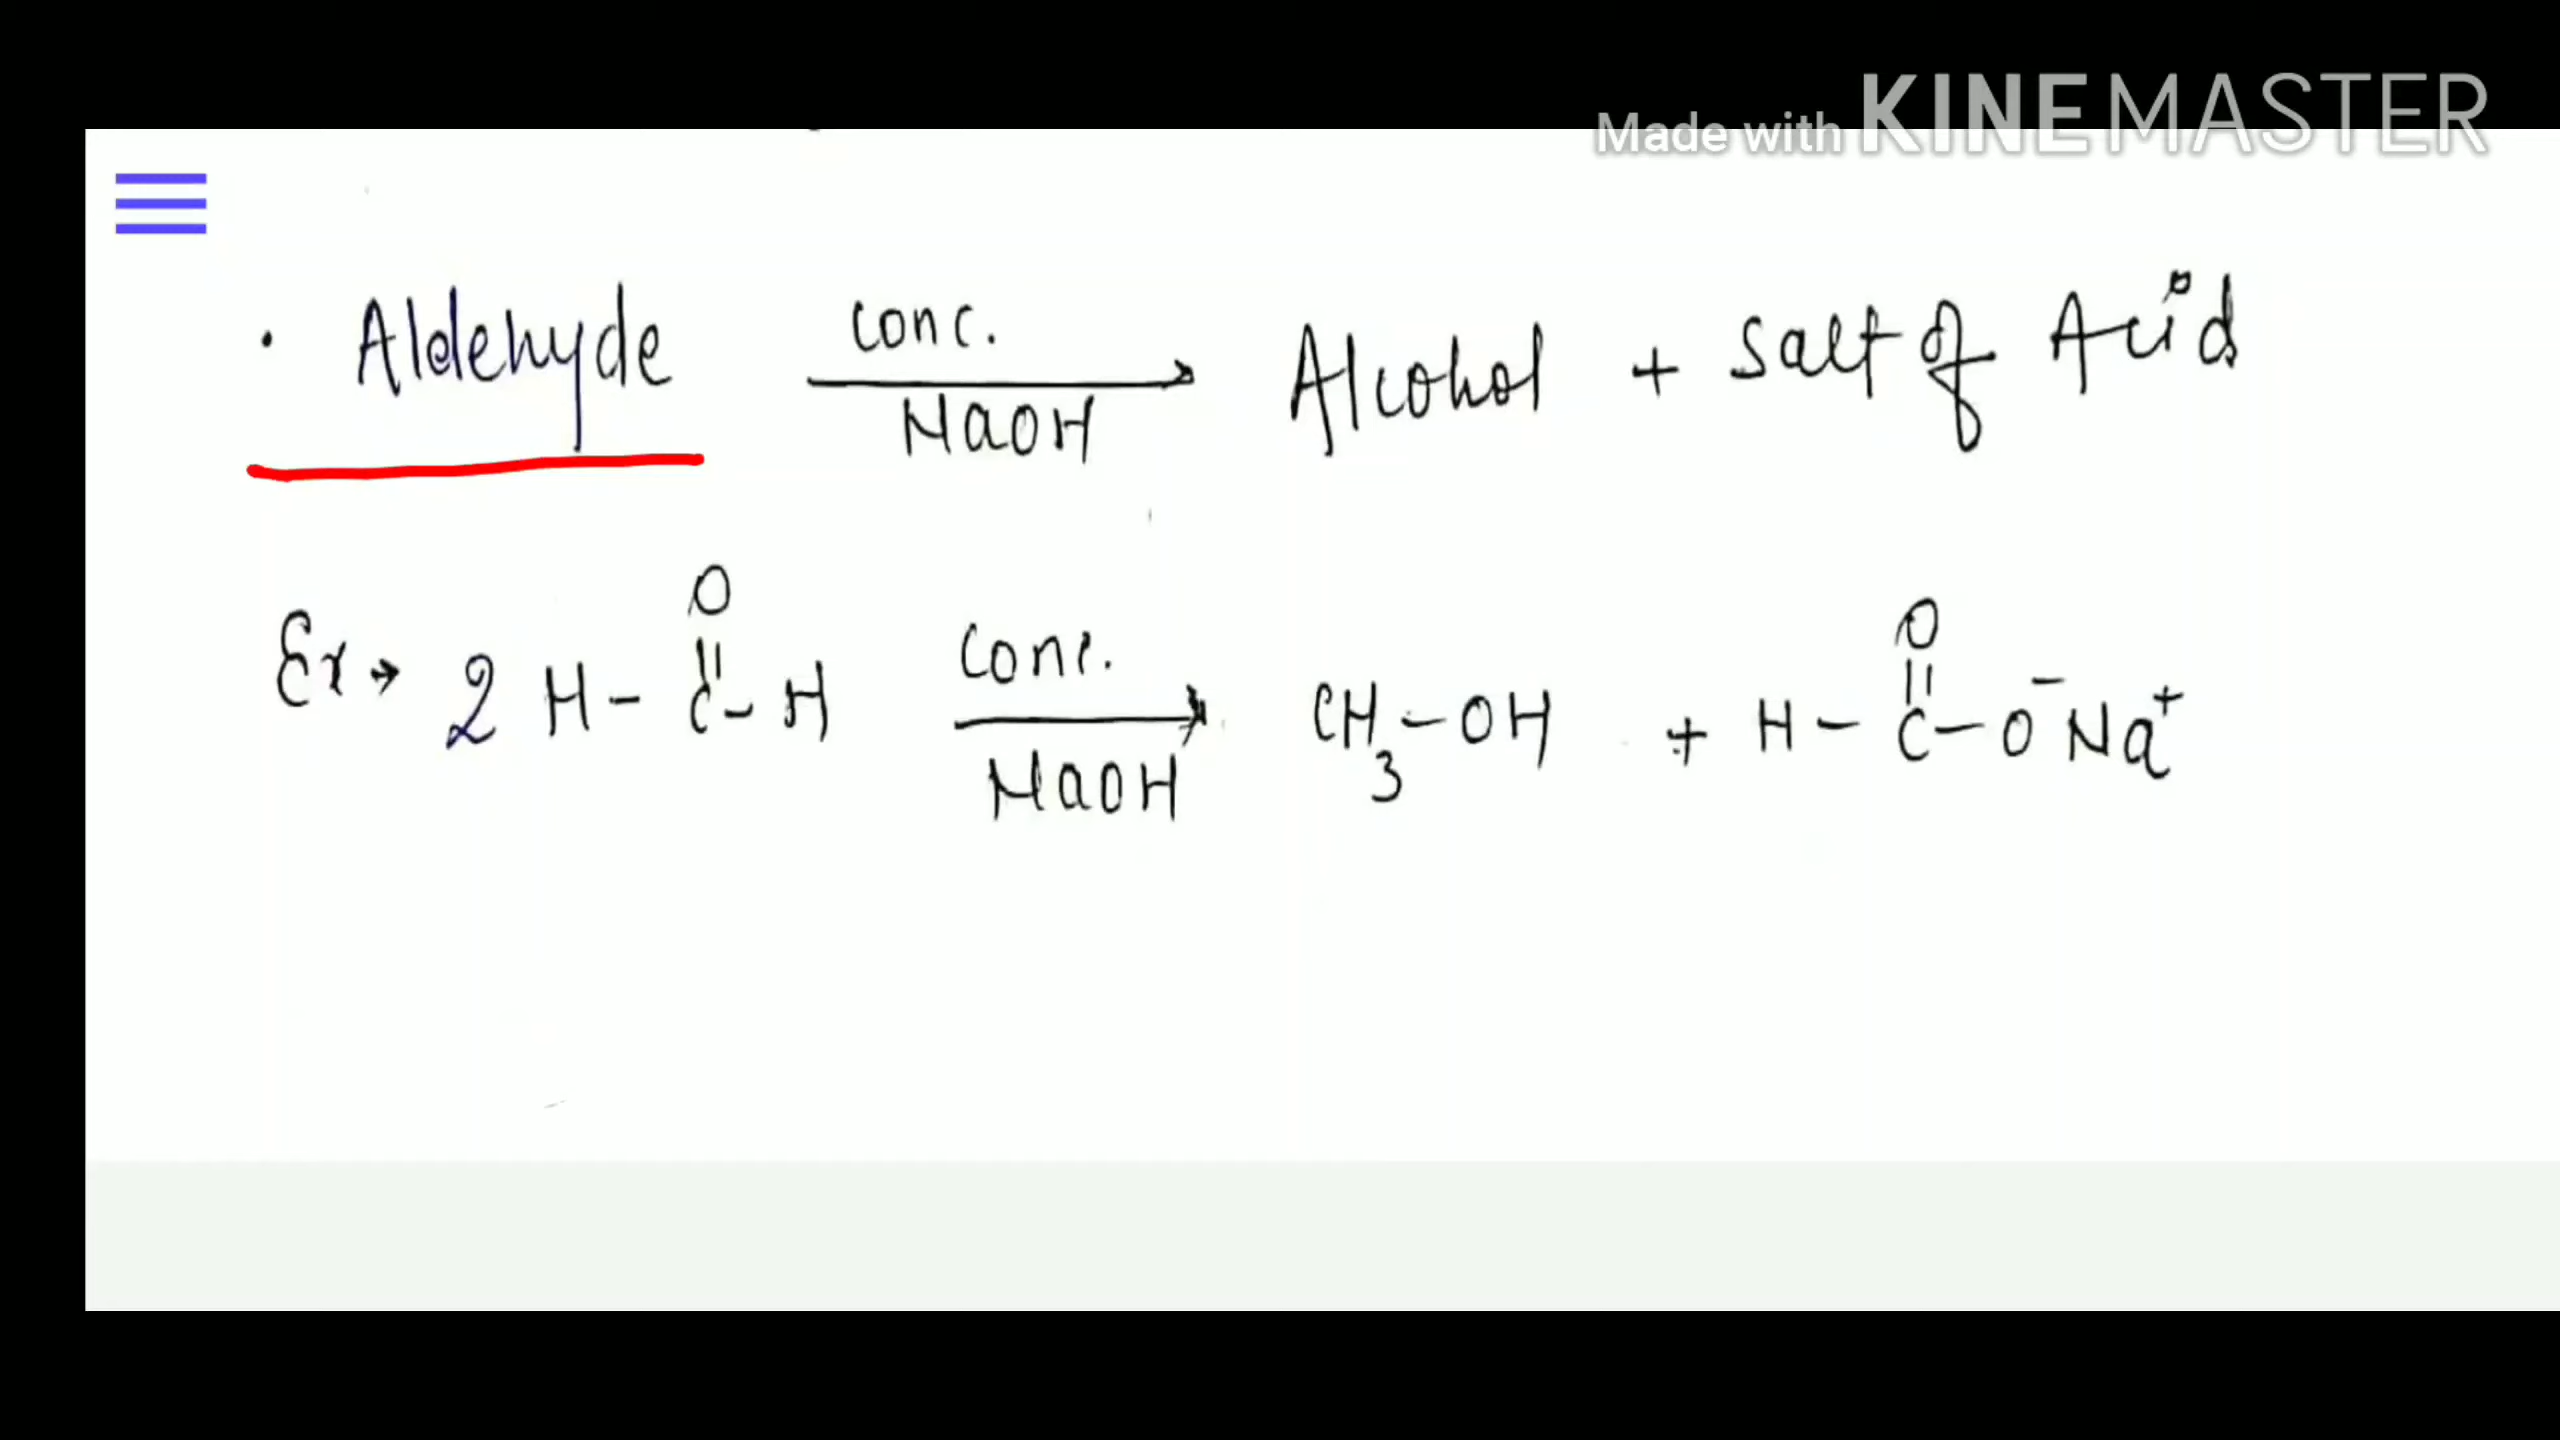 Made with KINEMASTER
• Aldehyde conc. NaOH → Alcohol + Salt of Acid
Ex → 2 H-C(=O)-H conc. NaOH → CH3-OH + H-C(=O)-O⁻Na⁺